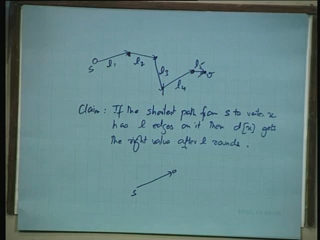 s l₁ l₂ l₃ l₄ l₅ v
Claim: If the shortest path from s to vertex x
has l edges on it then d[x] gets
the right value after l rounds.
s